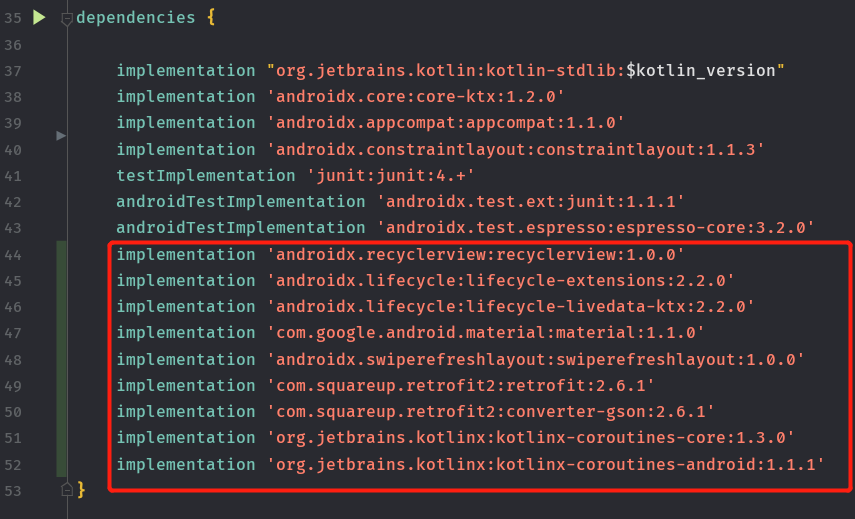 35 dependencies {
36
37 implementation "org.jetbrains.kotlin:kotlin-stdlib:$kotlin_version"
38 implementation 'androidx.core:core-ktx:1.2.0'
39 implementation 'androidx.appcompat:appcompat:1.1.0'
40 implementation 'androidx.constraintlayout:constraintlayout:1.1.3'
41 testImplementation 'junit:junit:4.+'
42 androidTestImplementation 'androidx.test.ext:junit:1.1.1'
43 androidTestImplementation 'androidx.test.espresso:espresso-core:3.2.0'
44 implementation 'androidx.recyclerview:recyclerview:1.0.0'
45 implementation 'androidx.lifecycle:lifecycle-extensions:2.2.0'
46 implementation 'androidx.lifecycle:lifecycle-livedata-ktx:2.2.0'
47 implementation 'com.google.android.material:material:1.1.0'
48 implementation 'androidx.swiperefreshlayout:swiperefreshlayout:1.0.0'
49 implementation 'com.squareup.retrofit2:retrofit:2.6.1'
50 implementation 'com.squareup.retrofit2:converter-gson:2.6.1'
51 implementation 'org.jetbrains.kotlinx:kotlinx-coroutines-core:1.3.0'
52 implementation 'org.jetbrains.kotlinx:kotlinx-coroutines-android:1.1.1'
53 }